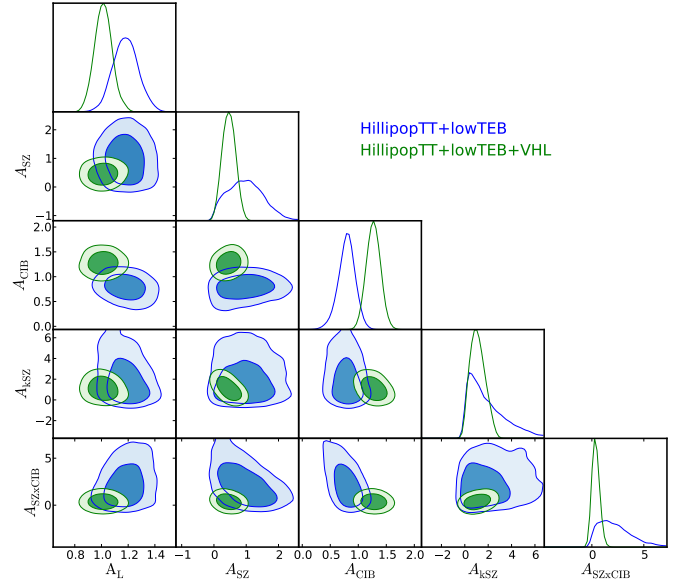 HillipopTT+lowTEB
HillipopTT+lowTEB+VHL
2
1
0
−1
A_SZ
2.0
1.5
1.0
0.5
0.0
A_CIB
6
4
2
0
−2
A_kSZ
5
0
A_SZxCIB
0.8 1.0 1.2 1.4
−1 0 1 2
0.0 0.5 1.0 1.5 2.0
−2 0 2 4 6
0 5
A_L A_SZ A_CIB A_kSZ A_SZxCIB